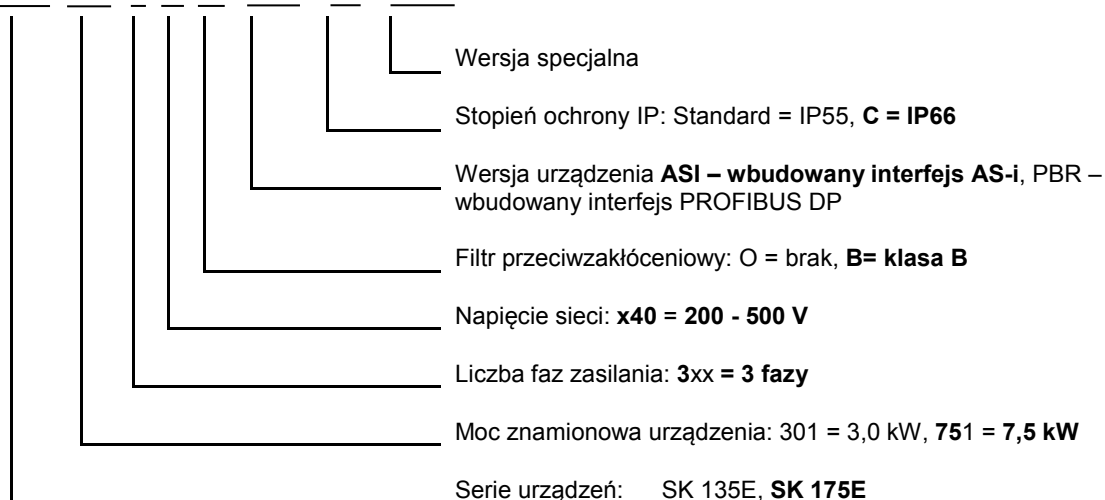 Wersja specjalna
Stopień ochrony IP: Standard = IP55, C = IP66
Wersja urządzenia ASI – wbudowany interfejs AS-i, PBR –
wbudowany interfejs PROFIBUS DP
Filtr przeciwzakłóceniowy: O = brak, B= klasa B
Napięcie sieci: x40 = 200 - 500 V
Liczba faz zasilania: 3xx = 3 fazy
Moc znamionowa urządzenia: 301 = 3,0 kW, 751 = 7,5 kW
Serie urządzeń: SK 135E, SK 175E